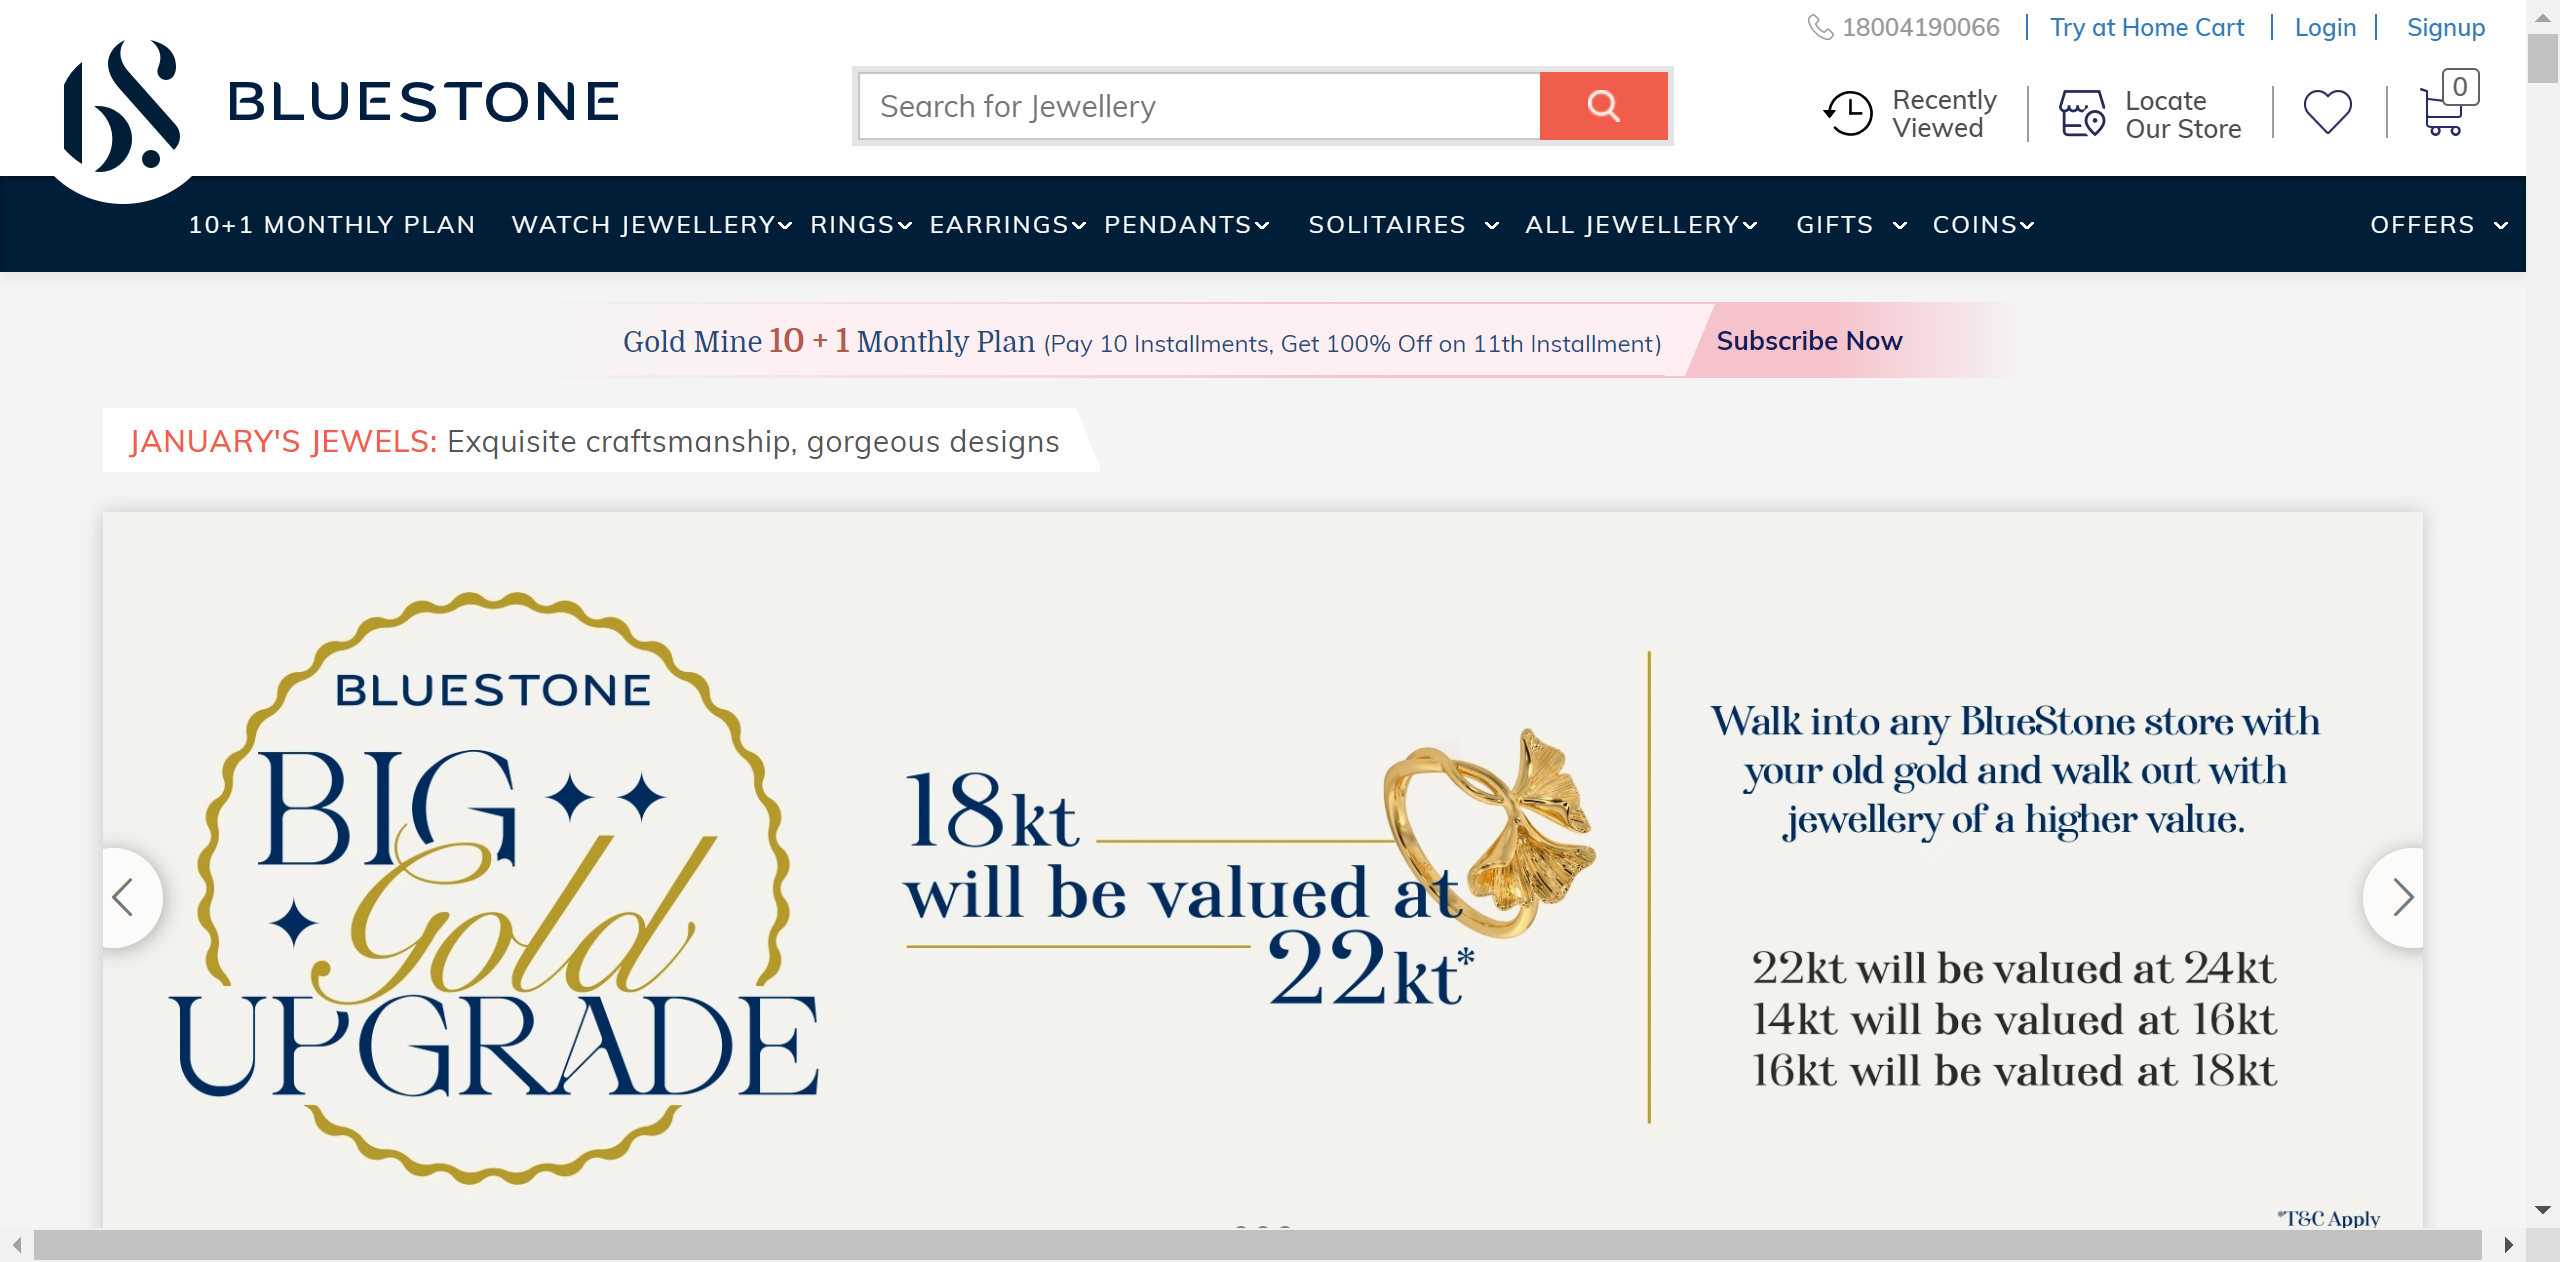 18004190066
Try at Home Cart
Login
Signup
BLUESTONE
Search for Jewellery
Recently
Viewed
Locate
Our Store
0
10+1 MONTHLY PLAN
WATCH JEWELLERY
RINGS
EARRINGS
PENDANTS
SOLITAIRES
ALL JEWELLERY
GIFTS
COINS
OFFERS
Gold Mine 10 + 1 Monthly Plan (Pay 10 Installments, Get 100% Off on 11th Installment)
Subscribe Now
JANUARY'S JEWELS: Exquisite craftsmanship, gorgeous designs
BLUESTONE
BIG
Gold
UPGRADE
18kt
will be valued at
22kt*
Walk into any BlueStone store with
your old gold and walk out with
jewellery of a higher value.
22kt will be valued at 24kt
14kt will be valued at 16kt
16kt will be valued at 18kt
*T&C Apply